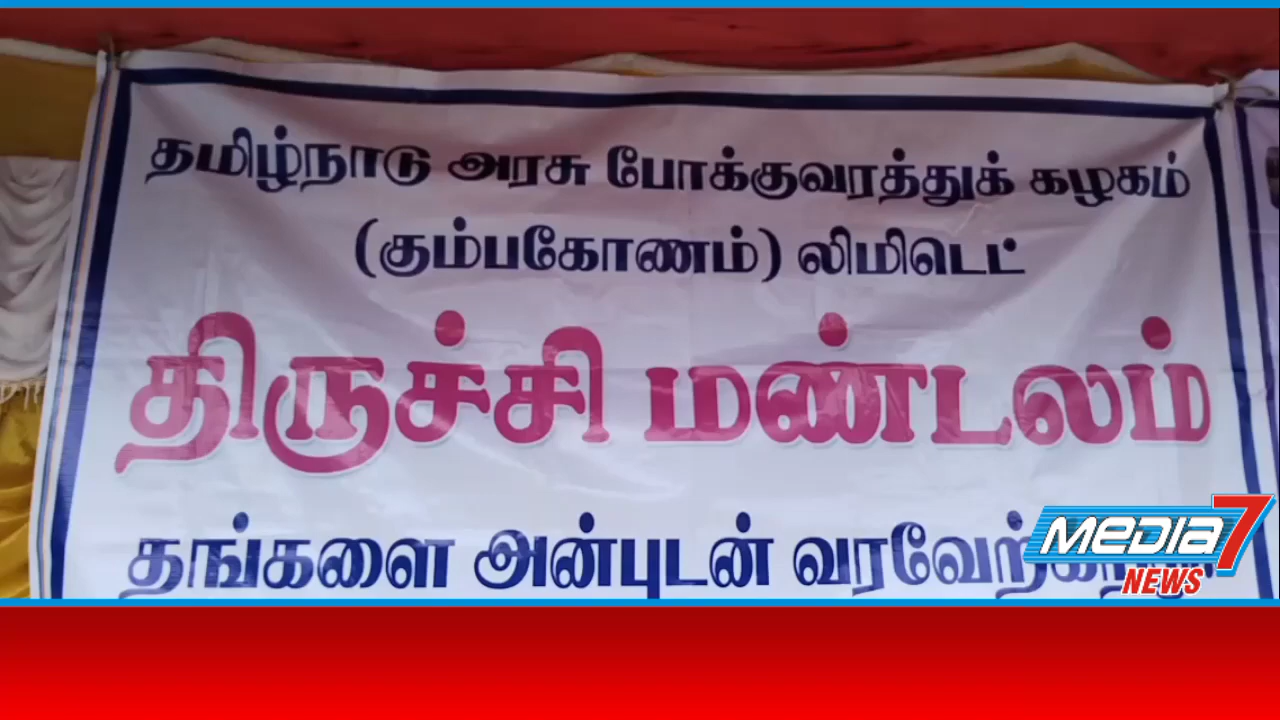 தமிழ்நாடு அரசு போக்குவரத்துக் கழகம்
(கும்பகோணம்) லிமிடெட்
திருச்சி மண்டலம்
தங்களை அன்புடன்
MEDIA 7
NEWS